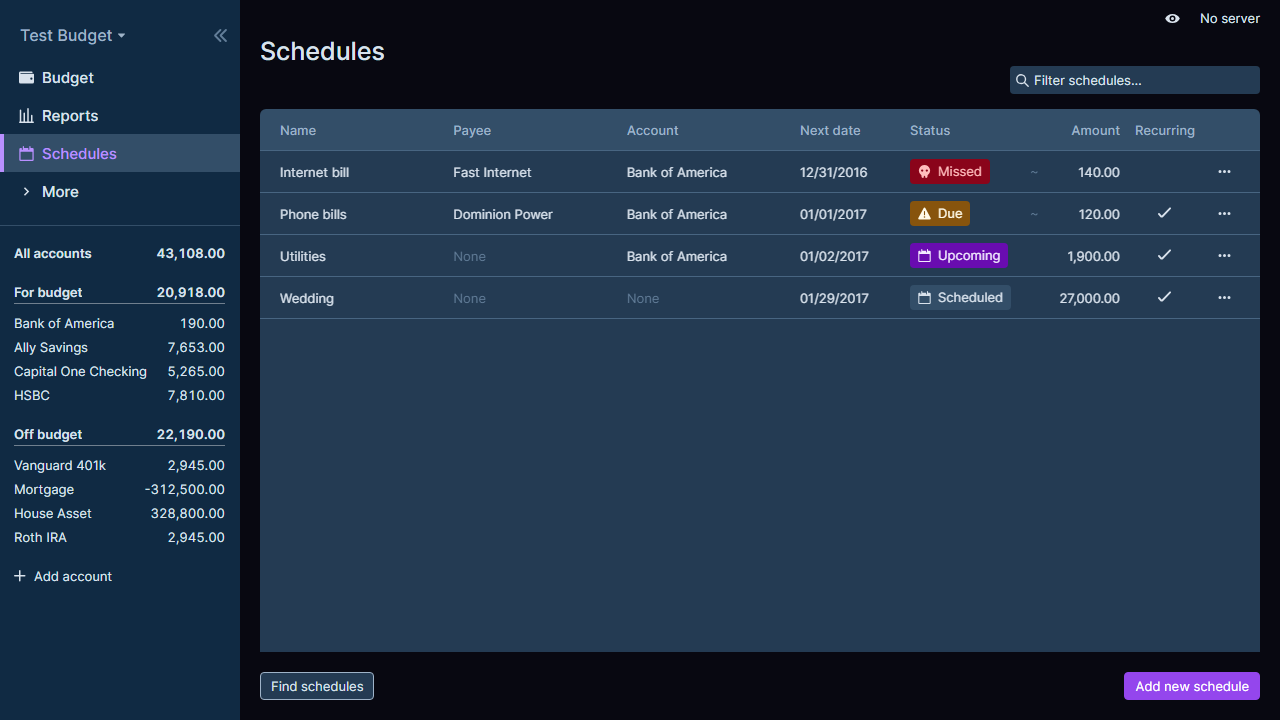 Test Budget
Budget
Reports
Schedules
More
All accounts 43,108.00
For budget 20,918.00
Bank of America 190.00
Ally Savings 7,653.00
Capital One Checking 5,265.00
HSBC 7,810.00
Off budget 22,190.00
Vanguard 401k 2,945.00
Mortgage -312,500.00
House Asset 328,800.00
Roth IRA 2,945.00
Add account
No server
Schedules
Filter schedules...
Name Payee Account Next date Status Amount Recurring
Internet bill Fast Internet Bank of America 12/31/2016 Missed ~ 140.00
Phone bills Dominion Power Bank of America 01/01/2017 Due ~ 120.00
Utilities None Bank of America 01/02/2017 Upcoming 1,900.00
Wedding None None 01/29/2017 Scheduled 27,000.00
Find schedules
Add new schedule